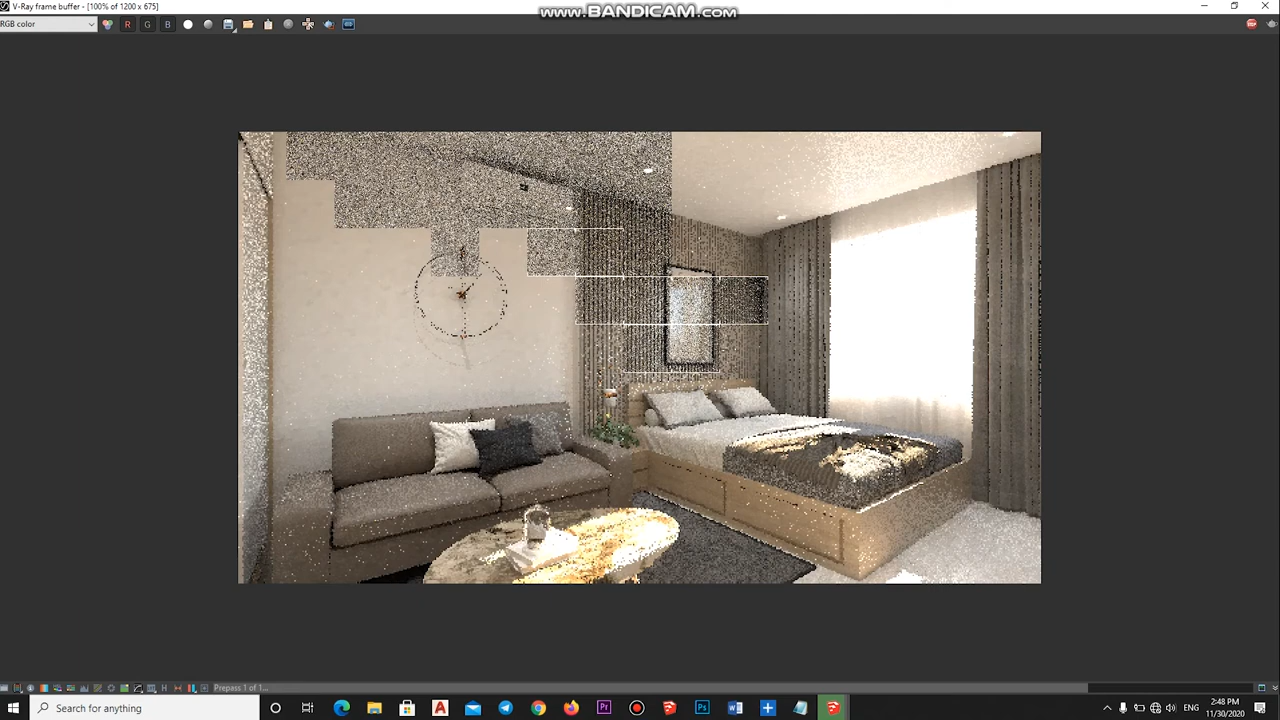 V-Ray frame buffer - [100% of 1200 x 675]
www.BANDICAM.com
RGB color
R
G
B
STOP
H
Prepass 1 of 1...
Search for anything
ENG
2:48 PM
11/30/2020